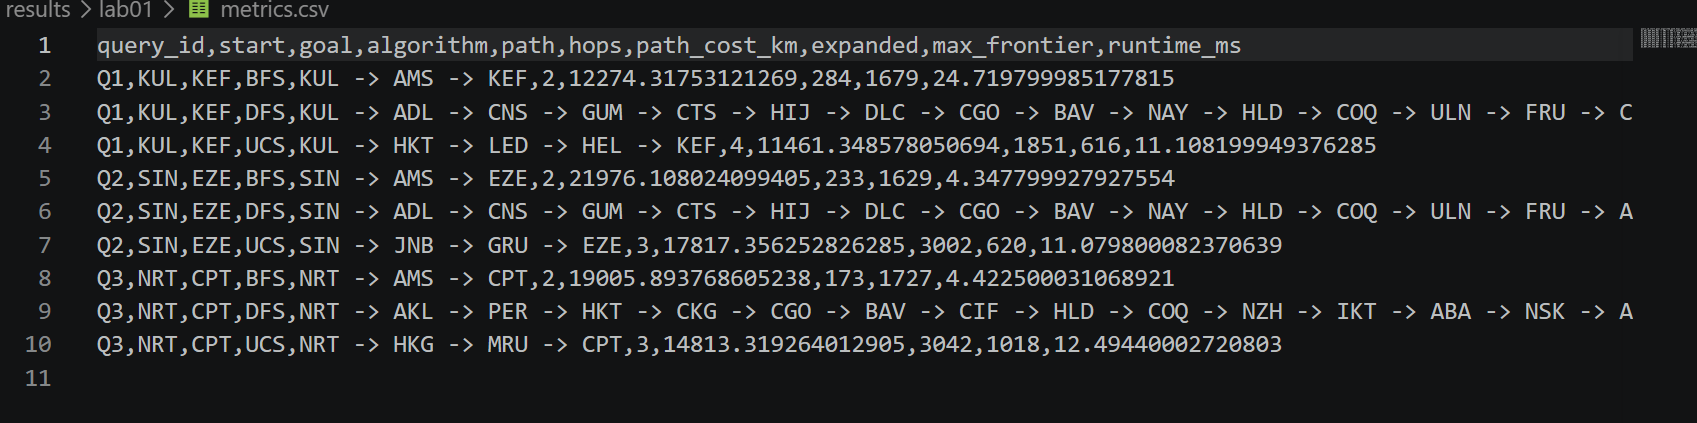 results > lab01 > metrics.csv
1 query_id,start,goal,algorithm,path,hops,path_cost_km,expanded,max_frontier,runtime_ms
2 Q1,KUL,KEF,BFS,KUL -> AMS -> KEF,2,12274.31753121269,284,1679,24.719799985177815
3 Q1,KUL,KEF,DFS,KUL -> ADL -> CNS -> GUM -> CTS -> HIJ -> DLC -> CGO -> BAV -> NAY -> HLD -> COQ -> ULN -> FRU -> C
4 Q1,KUL,KEF,UCS,KUL -> HKT -> LED -> HEL -> KEF,4,11461.348578050694,1851,616,11.108199949376285
5 Q2,SIN,EZE,BFS,SIN -> AMS -> EZE,2,21976.108024099405,233,1629,4.347799927927554
6 Q2,SIN,EZE,DFS,SIN -> ADL -> CNS -> GUM -> CTS -> HIJ -> DLC -> CGO -> BAV -> NAY -> HLD -> COQ -> ULN -> FRU -> A
7 Q2,SIN,EZE,UCS,SIN -> JNB -> GRU -> EZE,3,17817.356252826285,3002,620,11.079800082370639
8 Q3,NRT,CPT,BFS,NRT -> AMS -> CPT,2,19005.893768605238,173,1727,4.422500031068921
9 Q3,NRT,CPT,DFS,NRT -> AKL -> PER -> HKT -> CKG -> CGO -> BAV -> CIF -> HLD -> COQ -> NZH -> IKT -> ABA -> NSK -> A
10 Q3,NRT,CPT,UCS,NRT -> HKG -> MRU -> CPT,3,14813.319264012905,3042,1018,12.49440002720803
11